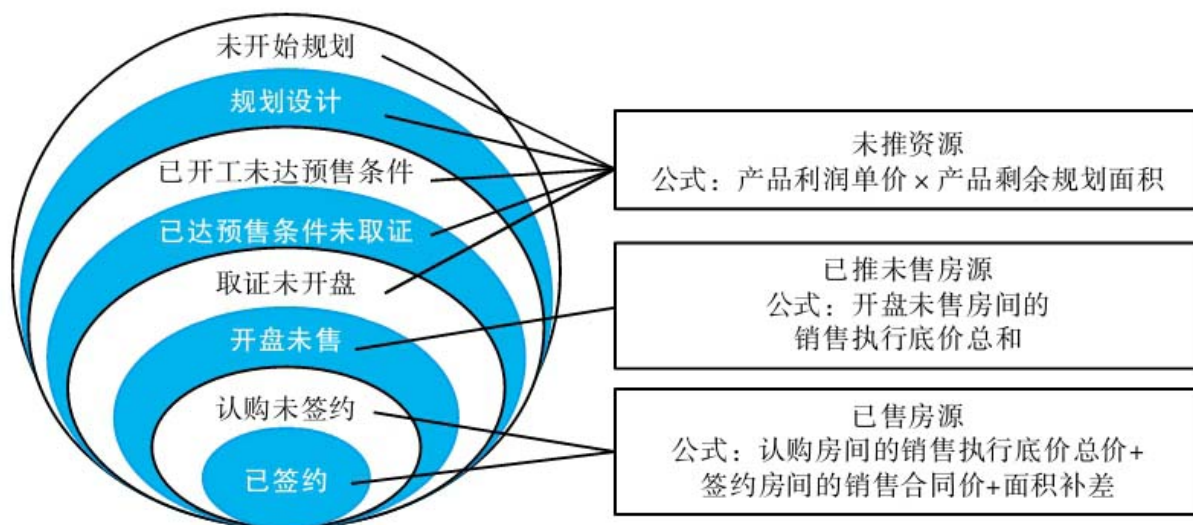 未开始规划
规划设计
已开工未达预售条件
已达预售条件未取证
取证未开盘
开盘未售
认购未签约
已签约
未推资源
公式：产品利润单价×产品剩余规划面积
已推未售房源
公式：开盘未售房间的
销售执行底价总和
已售房源
公式：认购房间的销售执行底价总价+
签约房间的销售合同价+面积补差